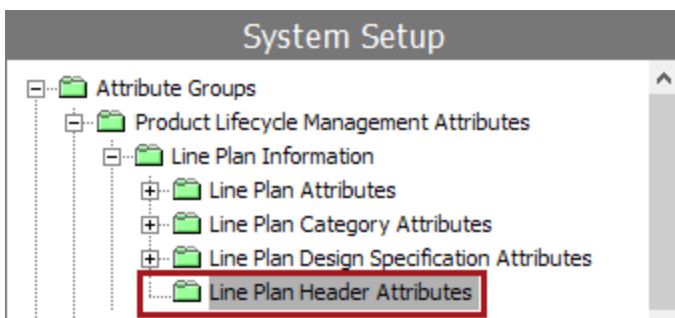 System Setup
Attribute Groups
Product Lifecycle Management Attributes
Line Plan Information
Line Plan Attributes
Line Plan Category Attributes
Line Plan Design Specification Attributes
Line Plan Header Attributes